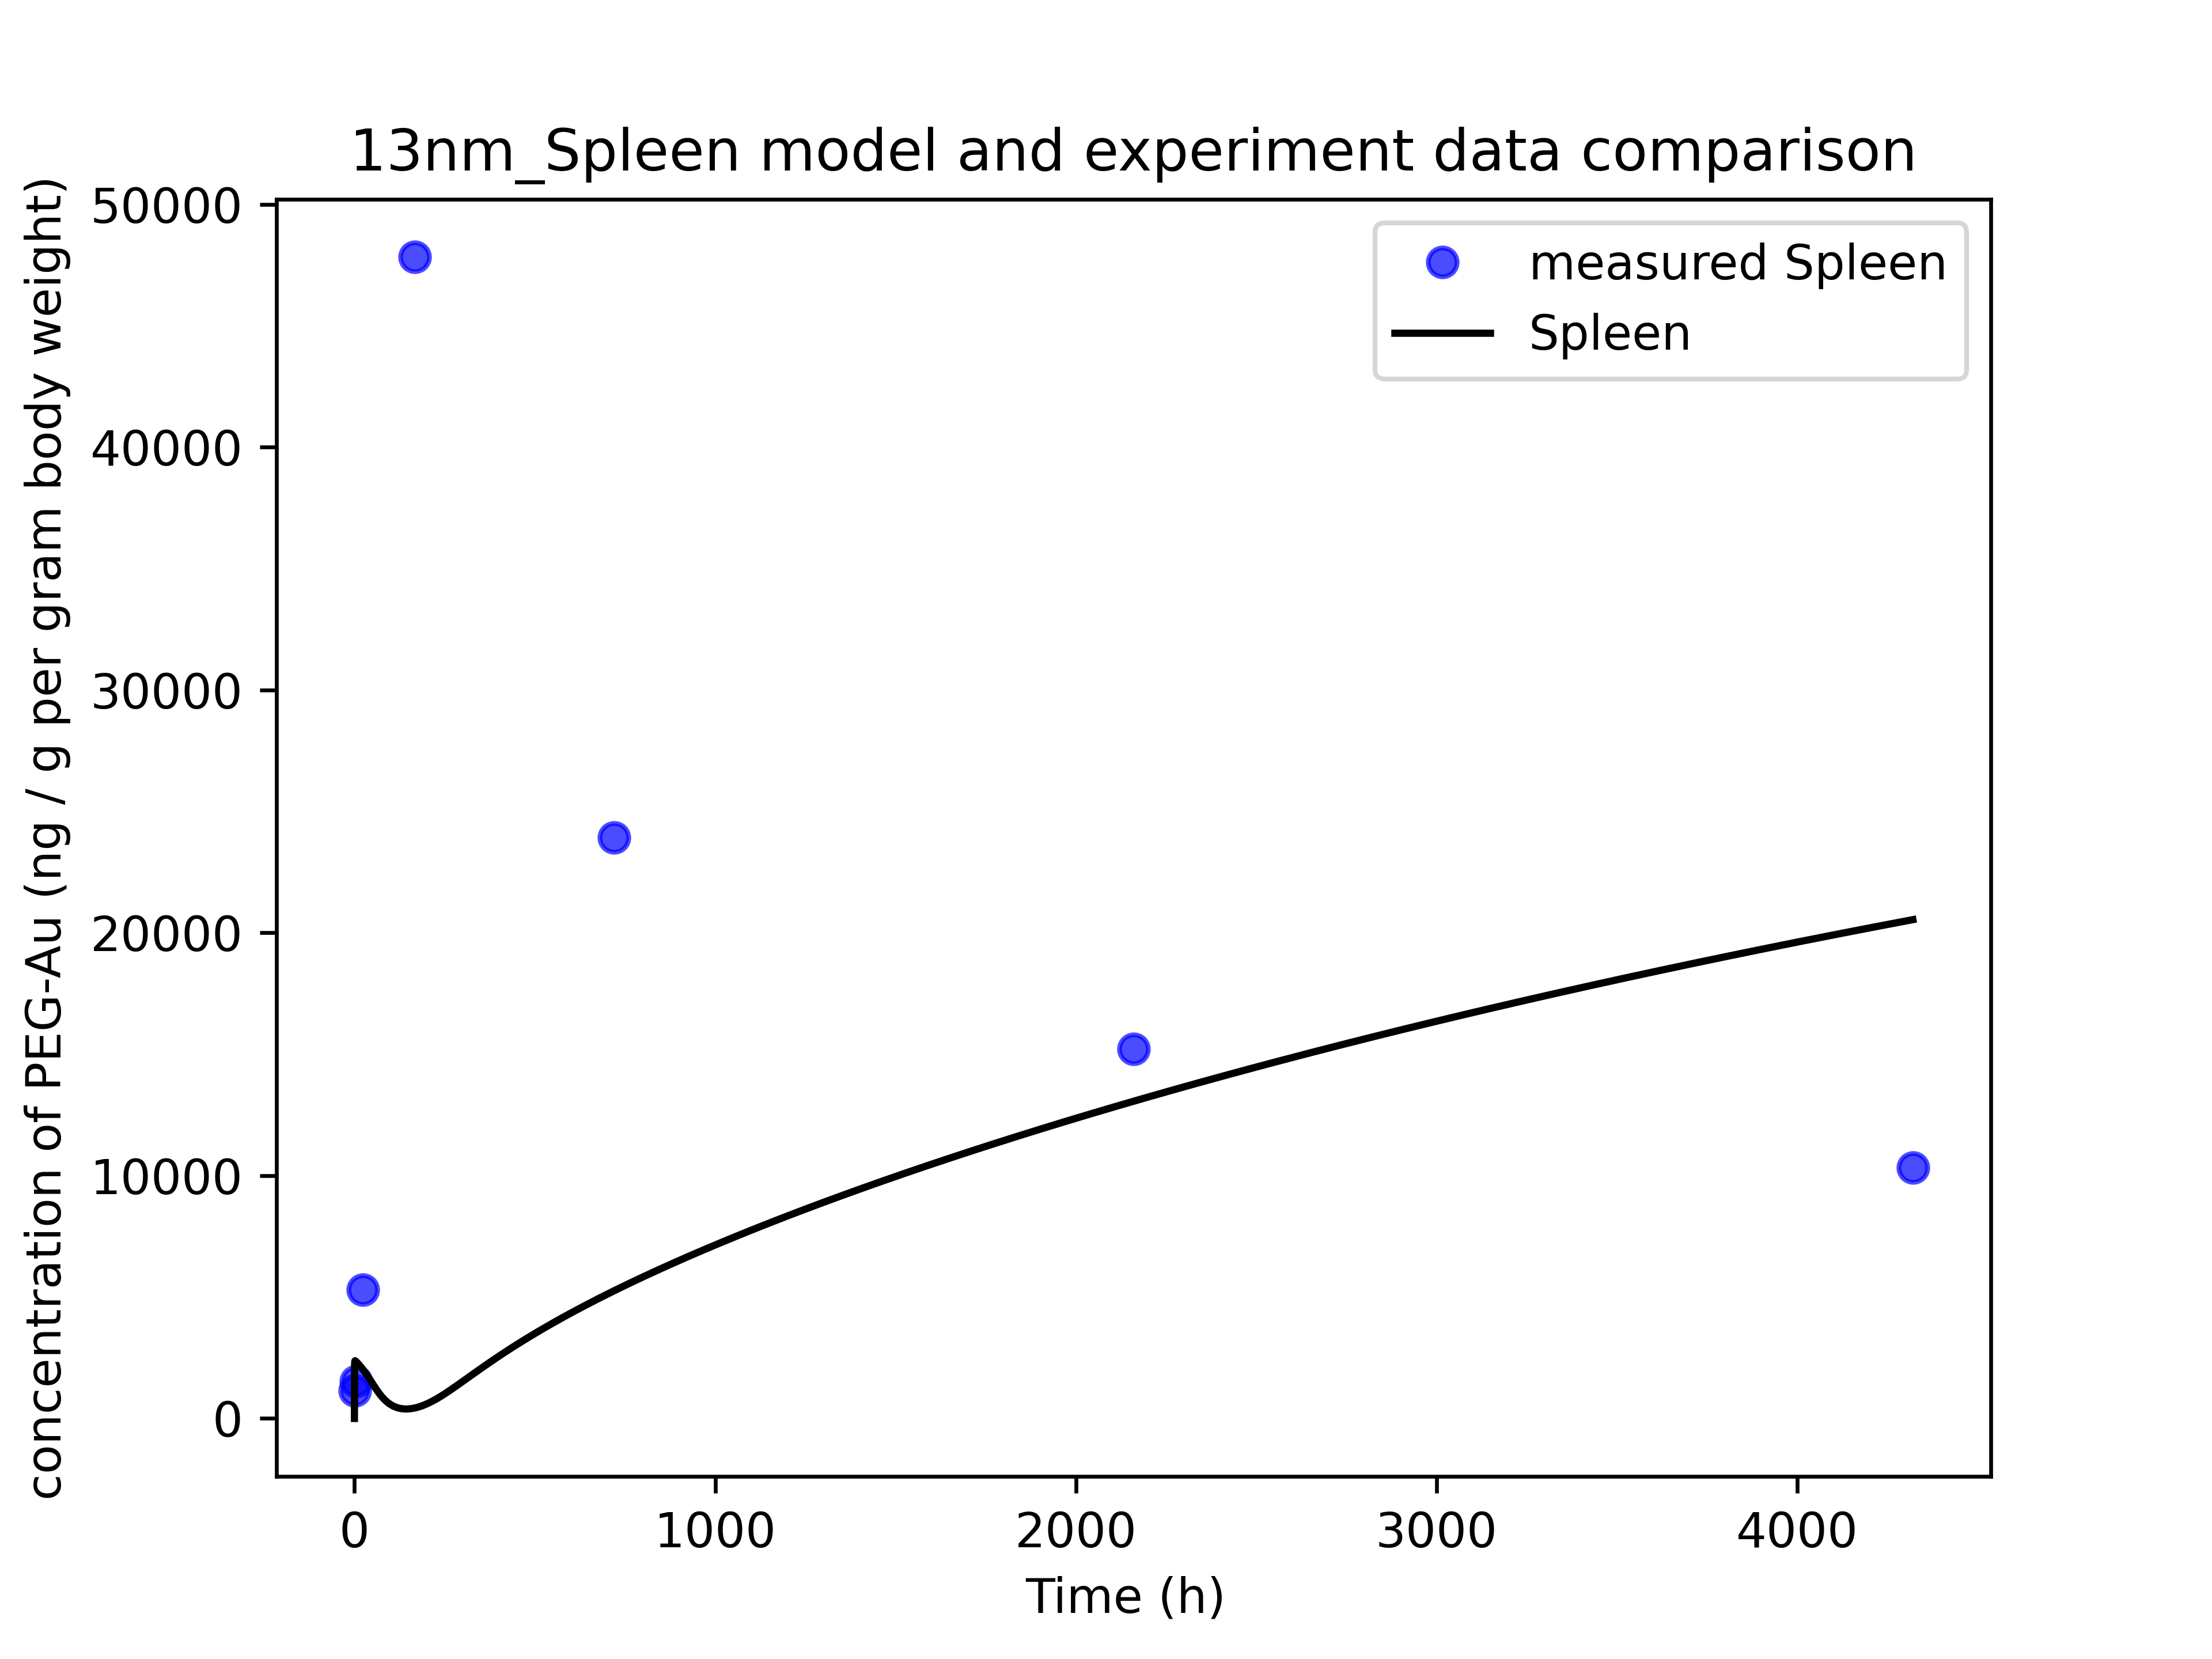 13nm_Spleen model and experiment data comparison
concentration of PEG-Au (ng / g per gram body weight)
50000
40000
30000
20000
10000
0
measured Spleen
Spleen
0 1000 2000 3000 4000
Time (h)